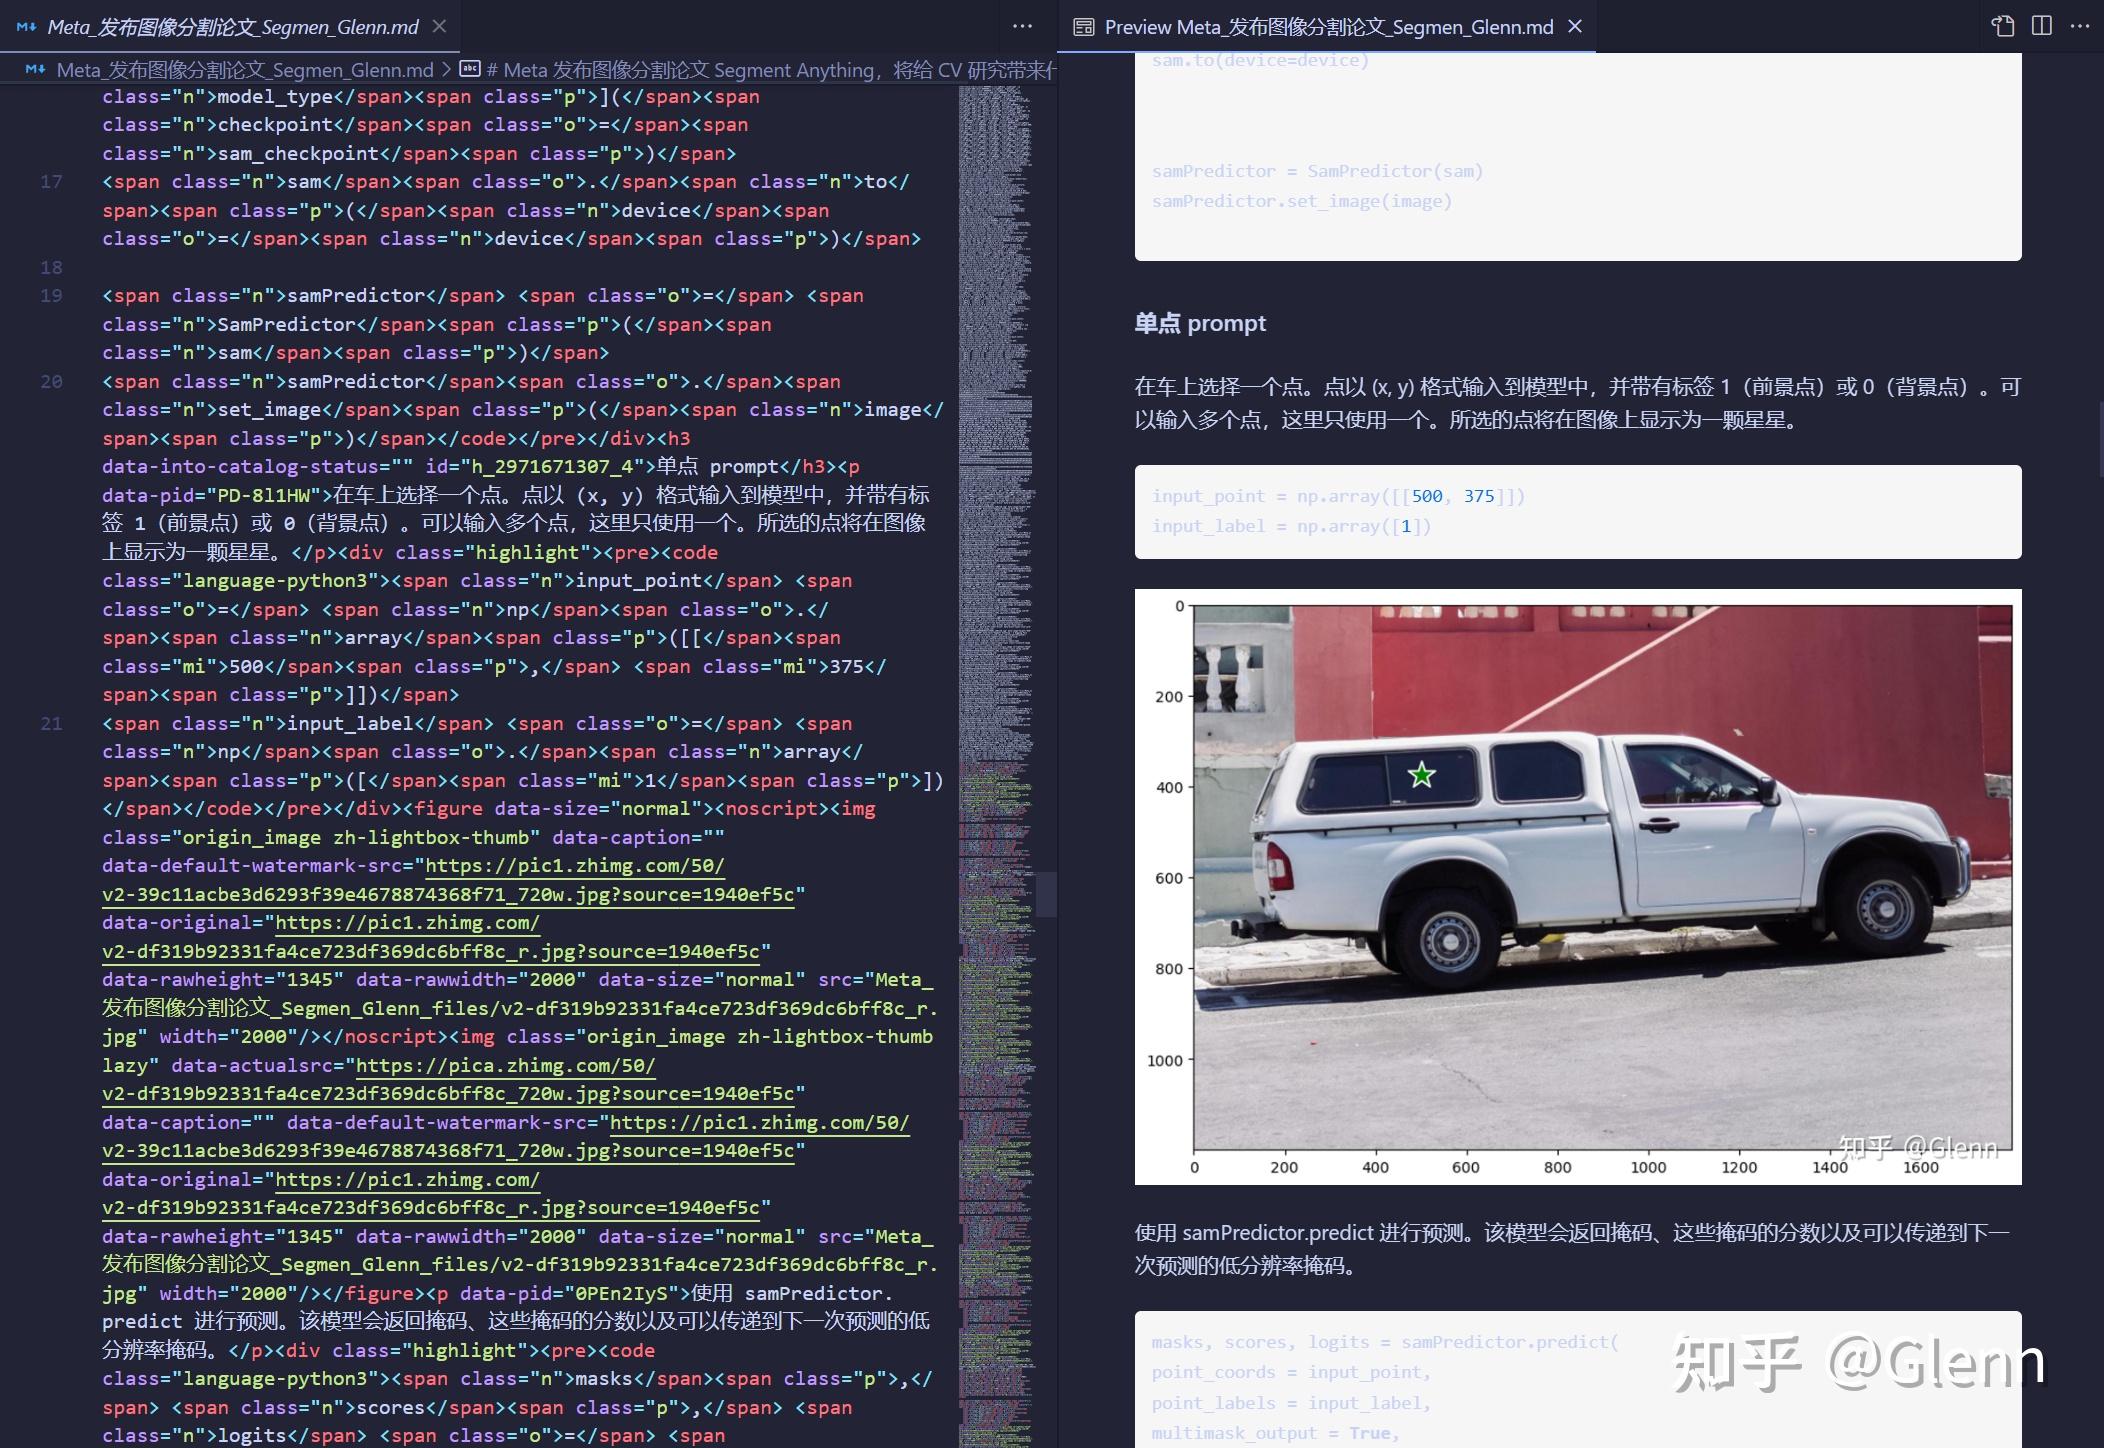 Meta_发布图像分割论文_Segmen_Glenn.md
Preview Meta_发布图像分割论文_Segmen_Glenn.md
Meta_发布图像分割论文_Segmen_Glenn.md > abc # Meta 发布图像分割论文 Segment Anything，将给 CV 研究带来什
class="n">model_type</span><span class="p">](</span><span
class="n">checkpoint</span><span class="o">=</span><span
class="n">sam_checkpoint</span><span class="p">)</span>
17 <span class="n">sam</span><span class="o">.</span><span class="n">to</
span><span class="p">(</span><span class="n">device</span><span
class="o">=</span><span class="n">device</span><span class="p">)</span>
18
19 <span class="n">samPredictor</span> <span class="o">=</span> <span
class="n">SamPredictor</span><span class="p">(</span><span
class="n">sam</span><span class="p">)</span>
20 <span class="n">samPredictor</span><span class="o">.</span><span
class="n">set_image</span><span class="p">(</span><span class="n">image</
span><span class="p">)</span></code></pre></div><h3
data-into-catalog-status="" id="h_2971671307_4">单点 prompt</h3><p
data-pid="PD-8l1HW">在车上选择一个点。点以 (x, y) 格式输入到模型中，并带有标
签 1（前景点）或 0（背景点）。可以输入多个点，这里只使用一个。所选的点将在图像
上显示为一颗星星。</p><div class="highlight"><pre><code
class="language-python3"><span class="n">input_point</span> <span
class="o">=</span> <span class="n">np</span><span class="o">.</
span><span class="n">array</span><span class="p">([[</span><span
class="mi">500</span><span class="p">,</span> <span class="mi">375</
span><span class="p">]])</span>
21 <span class="n">input_label</span> <span class="o">=</span> <span
class="n">np</span><span class="o">.</span><span class="n">array</
span><span class="p">([</span><span class="mi">1</span><span class="p">])
</span></code></pre></div><figure data-size="normal"><noscript><img
class="origin_image zh-lightbox-thumb" data-caption=""
data-default-watermark-src="https://pic1.zhimg.com/50/
v2-39c11acbe3d6293f39e4678874368f71_720w.jpg?source=1940ef5c"
data-original="https://pic1.zhimg.com/
v2-df319b92331fa4ce723df369dc6bff8c_r.jpg?source=1940ef5c"
data-rawheight="1345" data-rawwidth="2000" data-size="normal" src="Meta_
发布图像分割论文_Segmen_Glenn_files/v2-df319b92331fa4ce723df369dc6bff8c_r.
jpg" width="2000"/></noscript><img class="origin_image zh-lightbox-thumb
lazy" data-actualsrc="https://pica.zhimg.com/50/
v2-df319b92331fa4ce723df369dc6bff8c_720w.jpg?source=1940ef5c"
data-caption="" data-default-watermark-src="https://pic1.zhimg.com/50/
v2-39c11acbe3d6293f39e4678874368f71_720w.jpg?source=1940ef5c"
data-original="https://pic1.zhimg.com/
v2-df319b92331fa4ce723df369dc6bff8c_r.jpg?source=1940ef5c"
data-rawheight="1345" data-rawwidth="2000" data-size="normal" src="Meta_
发布图像分割论文_Segmen_Glenn_files/v2-df319b92331fa4ce723df369dc6bff8c_r.
jpg" width="2000"/></figure><p data-pid="0PEn2IyS">使用 samPredictor.
predict 进行预测。该模型会返回掩码、这些掩码的分数以及可以传递到下一次预测的低
分辨率掩码。</p><div class="highlight"><pre><code
class="language-python3"><span class="n">masks</span><span class="p">,</
span> <span class="n">scores</span><span class="p">,</span> <span
class="n">logits</span> <span class="o">=</span> <span
sam.to(device=device)
samPredictor = SamPredictor(sam)
samPredictor.set_image(image)
单点 prompt
在车上选择一个点。点以 (x, y) 格式输入到模型中，并带有标签 1（前景点）或 0（背景点）。可
以输入多个点，这里只使用一个。所选的点将在图像上显示为一颗星星。
input_point = np.array([[500, 375]])
input_label = np.array([1])
0
200
400
600
800
1000
知乎 @Glenn
0 200 400 600 800 1000 1200 1400 1600
使用 samPredictor.predict 进行预测。该模型会返回掩码、这些掩码的分数以及可以传递到下一
次预测的低分辨率掩码。
masks, scores, logits = samPredictor.predict(
point_coords = input_point,
point_labels = input_label,
multimask_output = True,
知乎 @Glenn